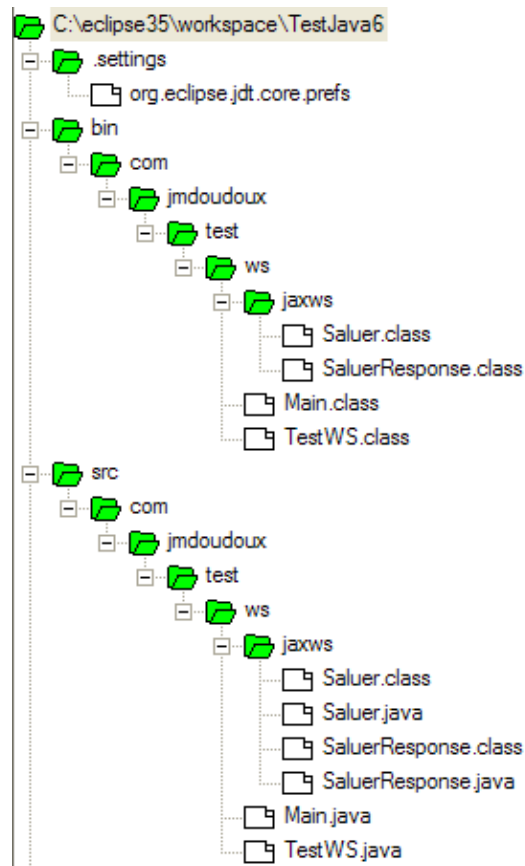 C:\eclipse35\workspace\TestJava6
.settings
org.eclipse.jdt.core.prefs
bin
com
jmdoudoux
test
ws
jaxws
Saluer.class
SaluerResponse.class
Main.class
TestWS.class
src
com
jmdoudoux
test
ws
jaxws
Saluer.class
Saluer.java
SaluerResponse.class
SaluerResponse.java
Main.java
TestWS.java